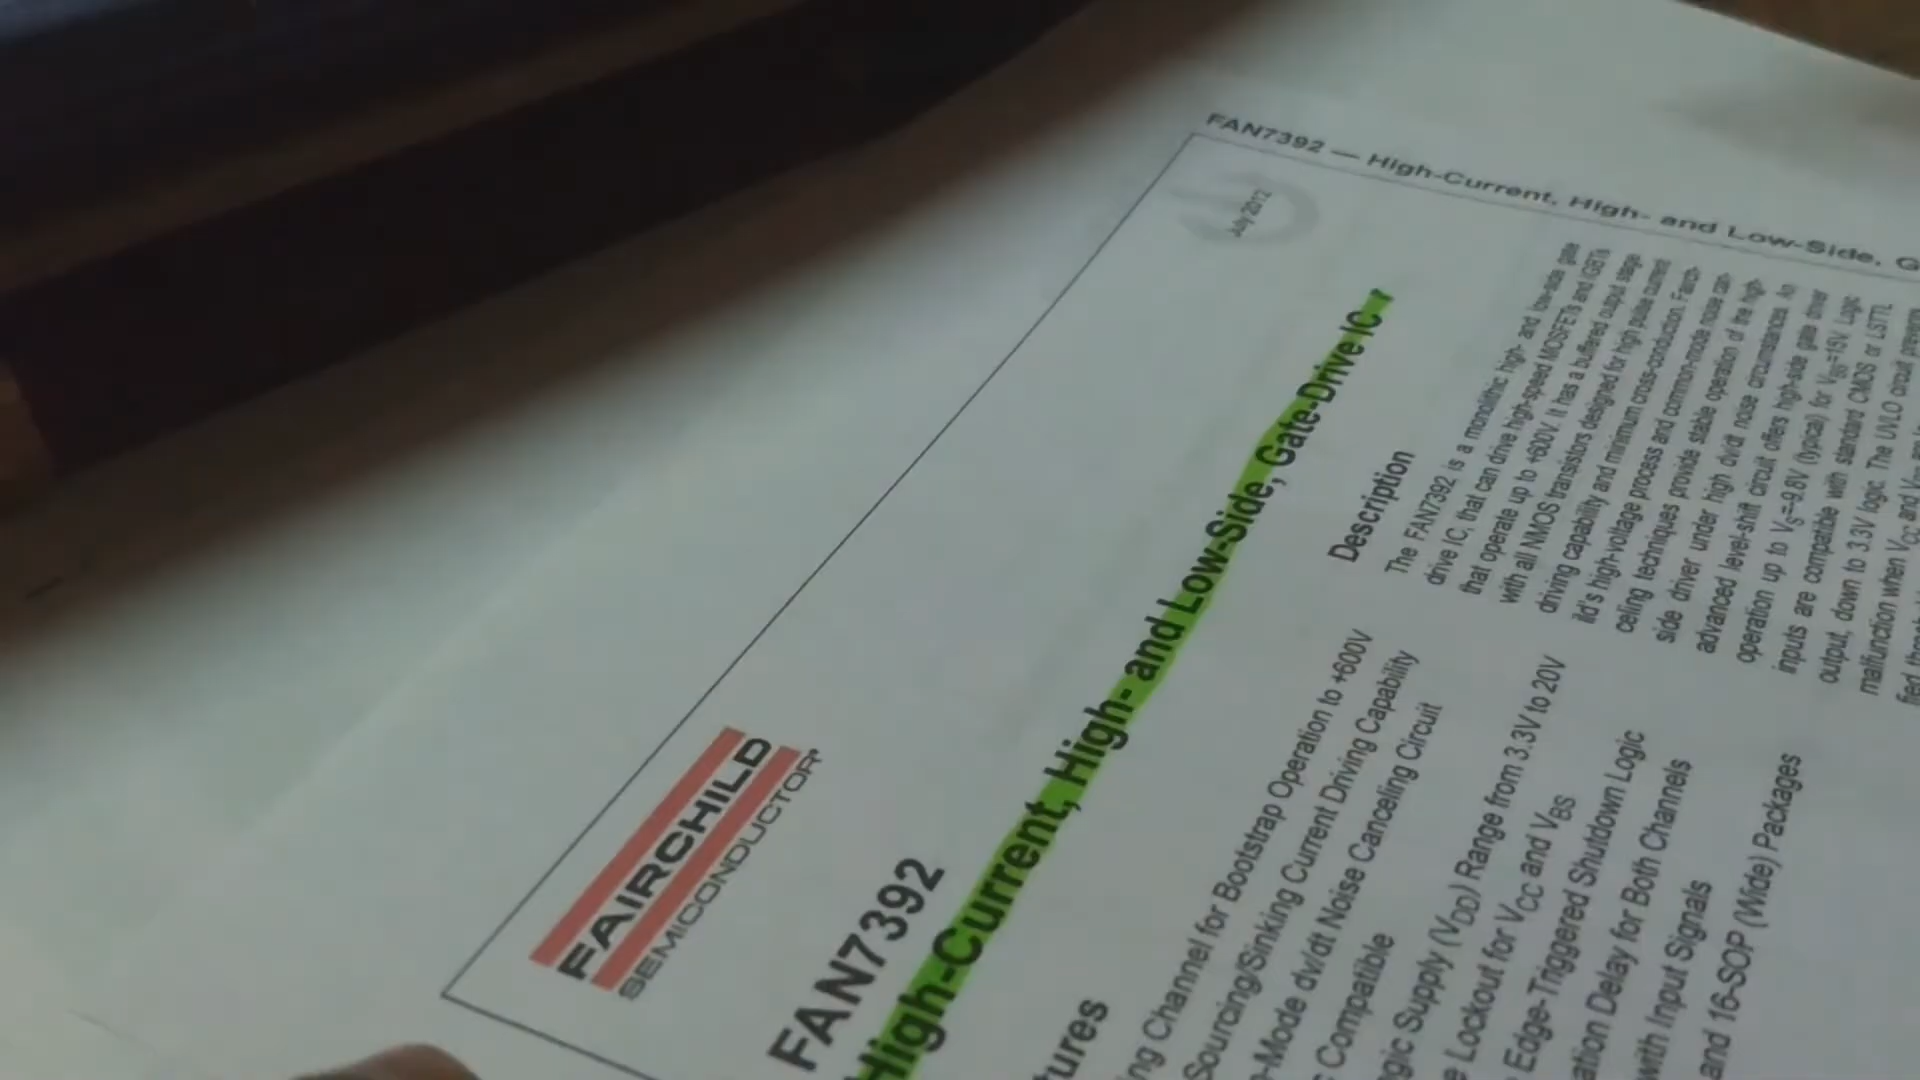 FAN7392 — High-Current, High- and Low-Side, G
July 2012
FAIRCHILD
SEMICONDUCTOR
FAN7392
High-Current, High- and Low-Side, Gate-Drive IC
tures
ng Channel for Bootstrap Operation to +600V
Sourcing/Sinking Current Driving Capability
-Mode dv/dt Noise Canceling Circuit
Compatible
gic Supply (VDD) Range from 3.3V to 20V
e Lockout for VCC and VBS
Edge-Triggered Shutdown Logic
ation Delay for Both Channels
with Input Signals
and 16-SOP (Wide) Packages
Description
The FAN7392 is a monolithic high- and low-side gate
drive IC, that can drive high-speed MOSFETs and IGBTs
that operate up to +600V. It has a buffered output stage
with all NMOS transistors designed for high pulse current
driving capability and minimum cross-conduction. Fairch-
ild's high-voltage process and common-mode noise can-
celing techniques provide stable operation of the high-
side driver under high dv/dt noise circumstances. An
advanced level-shift circuit offers high-side gate driver
operation up to VS=-9.8V (typical) for VBS=15V. Logic
inputs are compatible with standard CMOS or LSTTL
output, down to 3.3V logic. The UVLO circuit prevents
malfunction when VCC and